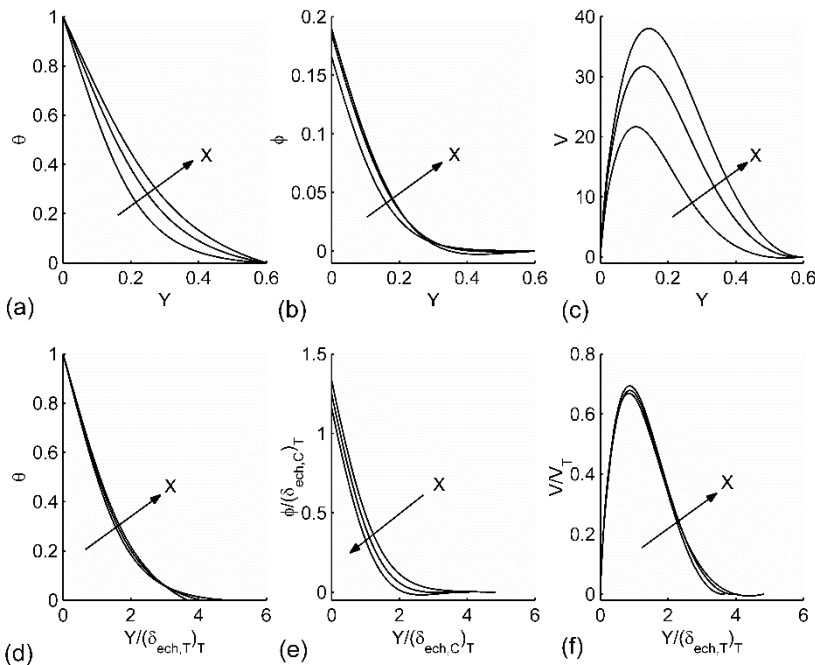 1
0.8
0.6
0.4
0.2
0
θ
X
0 0.2 0.4 0.6
Y
(a)
0.2
0.15
0.1
0.05
0
ϕ
X
0 0.2 0.4 0.6
Y
(b)
40
30
20
10
0
V
X
0 0.2 0.4 0.6
Y
(c)
1
0.8
0.6
0.4
0.2
0
θ
X
0 2 4 6
Y/(δech,T)T
(d)
1.5
1
0.5
0
ϕ/(δech,C)T
X
0 2 4 6
Y/(δech,C)T
(e)
0.8
0.6
0.4
0.2
0
V/VT
X
0 2 4 6
Y/(δech,T)T
(f)